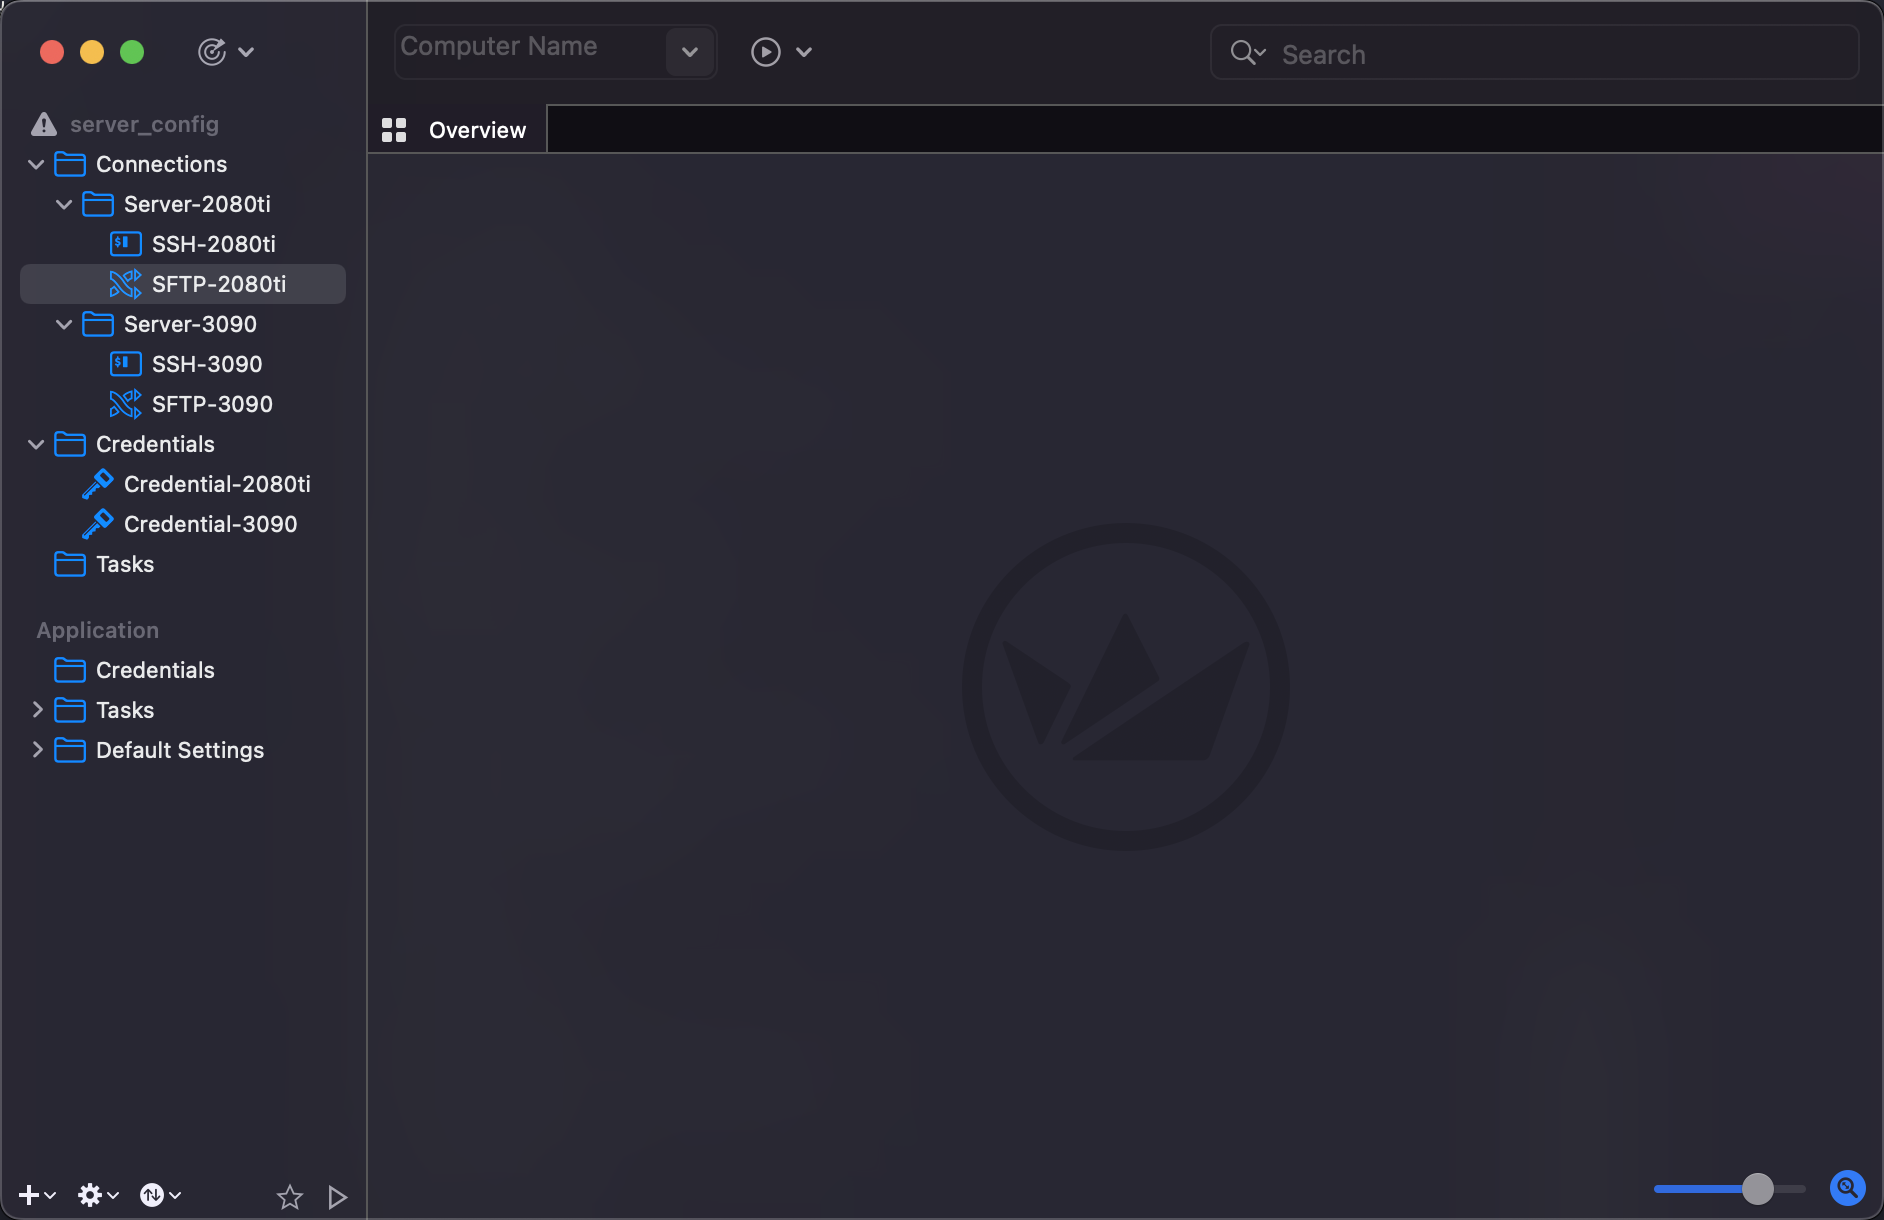 Computer Name
Search
server_config
Overview
Connections
Server-2080ti
SSH-2080ti
SFTP-2080ti
Server-3090
SSH-3090
SFTP-3090
Credentials
Credential-2080ti
Credential-3090
Tasks
Application
Credentials
Tasks
Default Settings